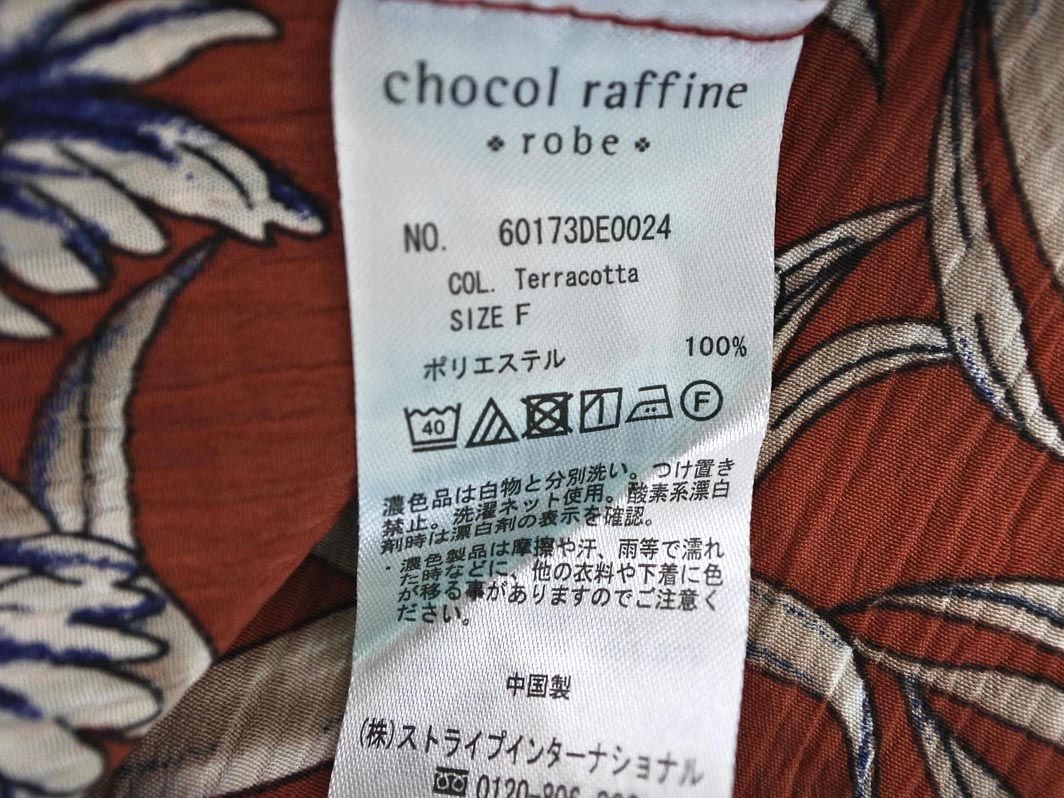 chocol raffine
robe
NO. 60173DE0024
COL. Terracotta
SIZE F
ポリエステル 100%
40 F
濃色品は白物と分別洗い。つけ置き
禁止。洗濯ネット使用。酸素系漂白
剤時は漂白剤の表示を確認。
・濃色製品は摩擦や汗、雨等で濡れ
た時などに、他の衣料や下着に色
が移る事がありますのでご注意く
ださい。
中国製
(株)ストライプインターナショナル
0120-806